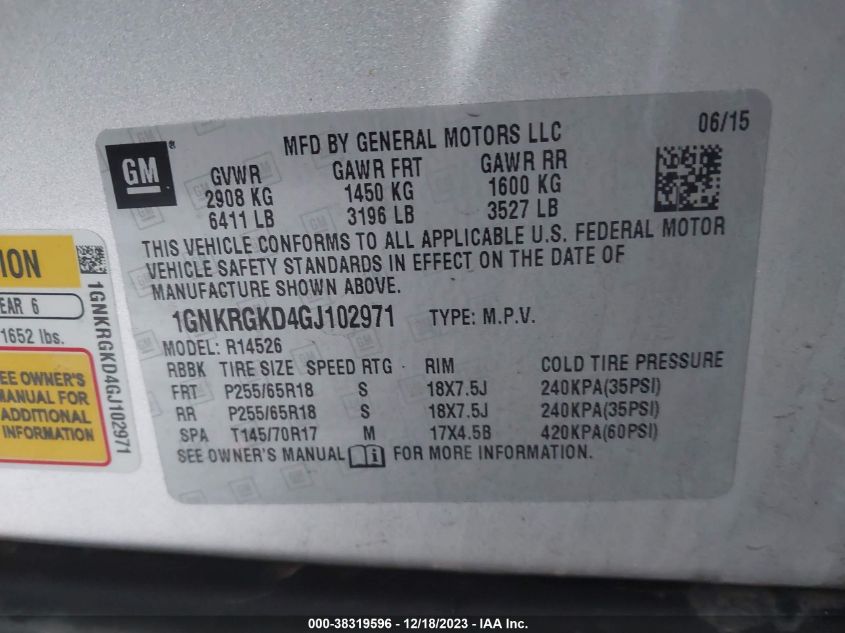 06/15
MFD BY GENERAL MOTORS LLC
GM®
GVWR GAWR FRT GAWR RR
2908 KG 1450 KG 1600 KG
6411 LB 3196 LB 3527 LB
THIS VEHICLE CONFORMS TO ALL APPLICABLE U.S. FEDERAL MOTOR
VEHICLE SAFETY STANDARDS IN EFFECT ON THE DATE OF
MANUFACTURE SHOWN ABOVE.
1GNKRGKD4GJ102971 TYPE: M.P.V.
MODEL: R14526
RBBK TIRE SIZE SPEED RTG RIM COLD TIRE PRESSURE
FRT P255/65R18 S 18X7.5J 240KPA(35PSI)
RR P255/65R18 S 18X7.5J 240KPA(35PSI)
SPA T145/70R17 M 17X4.5B 420KPA(60PSI)
SEE OWNER'S MANUAL FOR MORE INFORMATION.
ION
EAR 6
1652 lbs.
EE OWNER'S
MANUAL FOR
ADDITIONAL
INFORMATION
1GNKRGKD4GJ102971
000-38319596 - 12/18/2023 - IAA Inc.